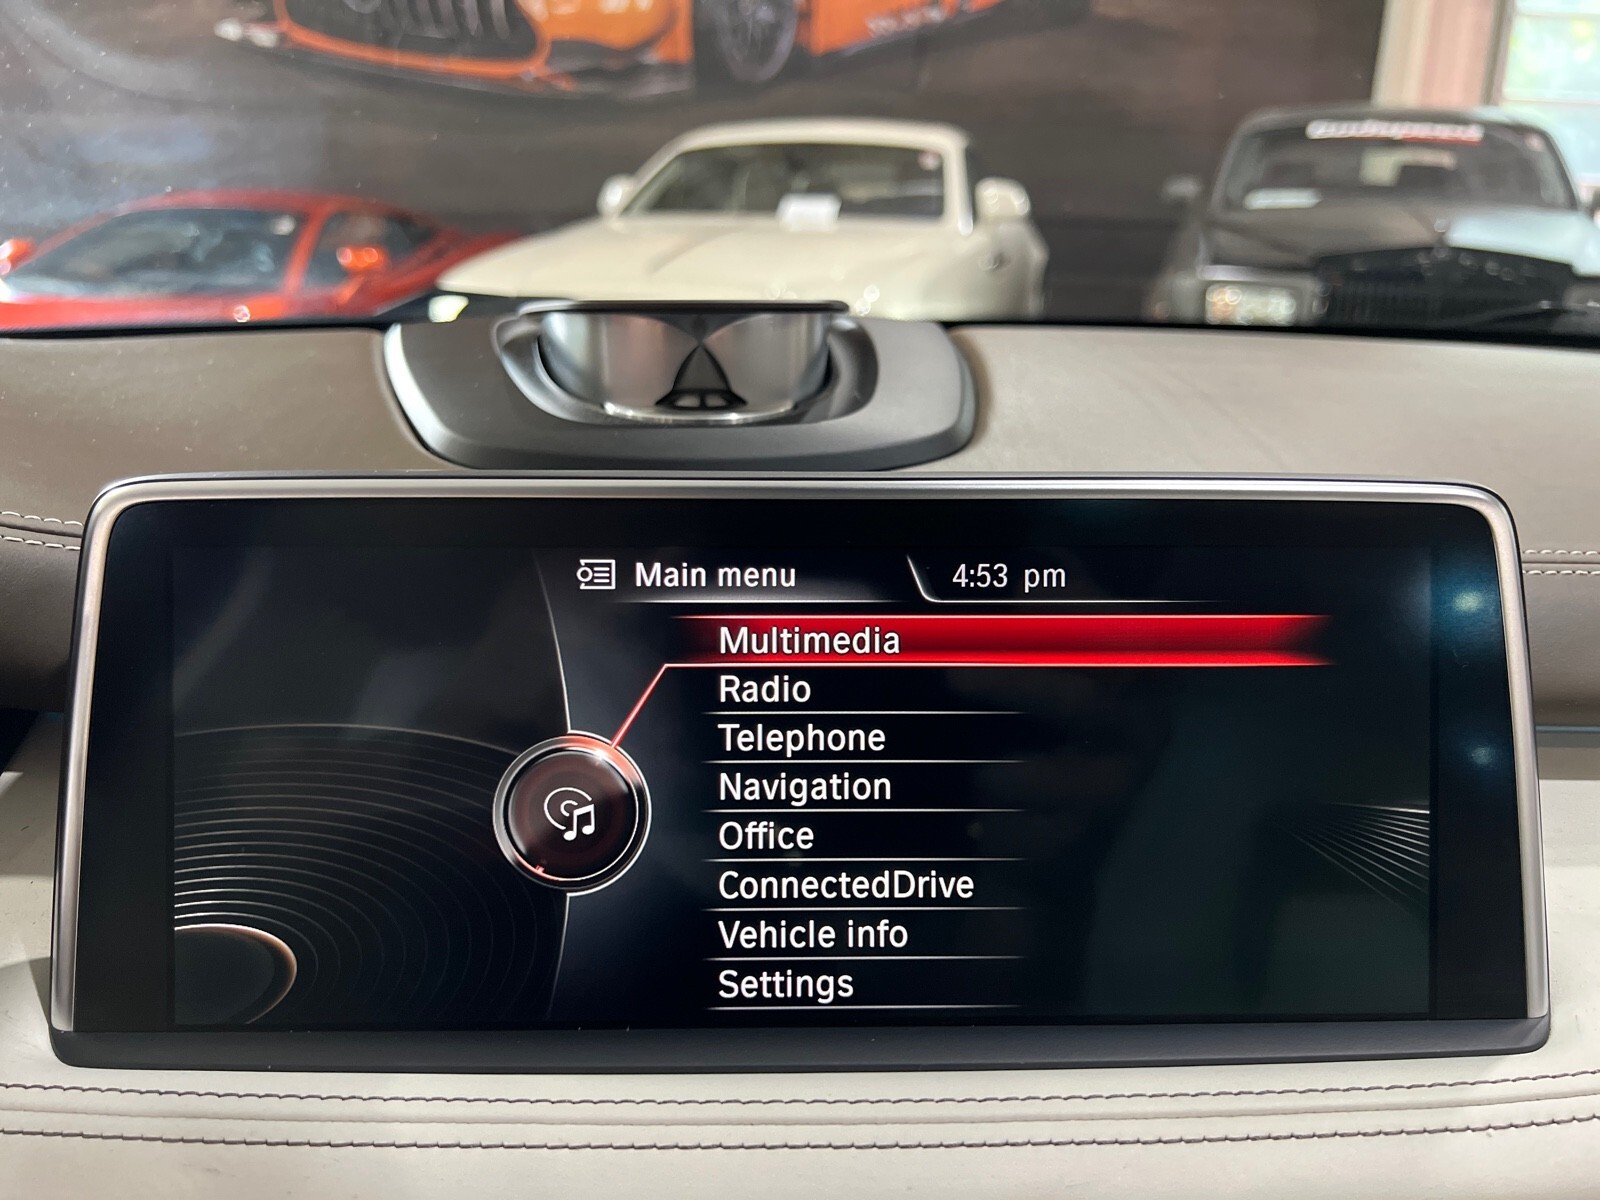 Main menu
4:53 pm
Multimedia
Radio
Telephone
Navigation
Office
ConnectedDrive
Vehicle info
Settings